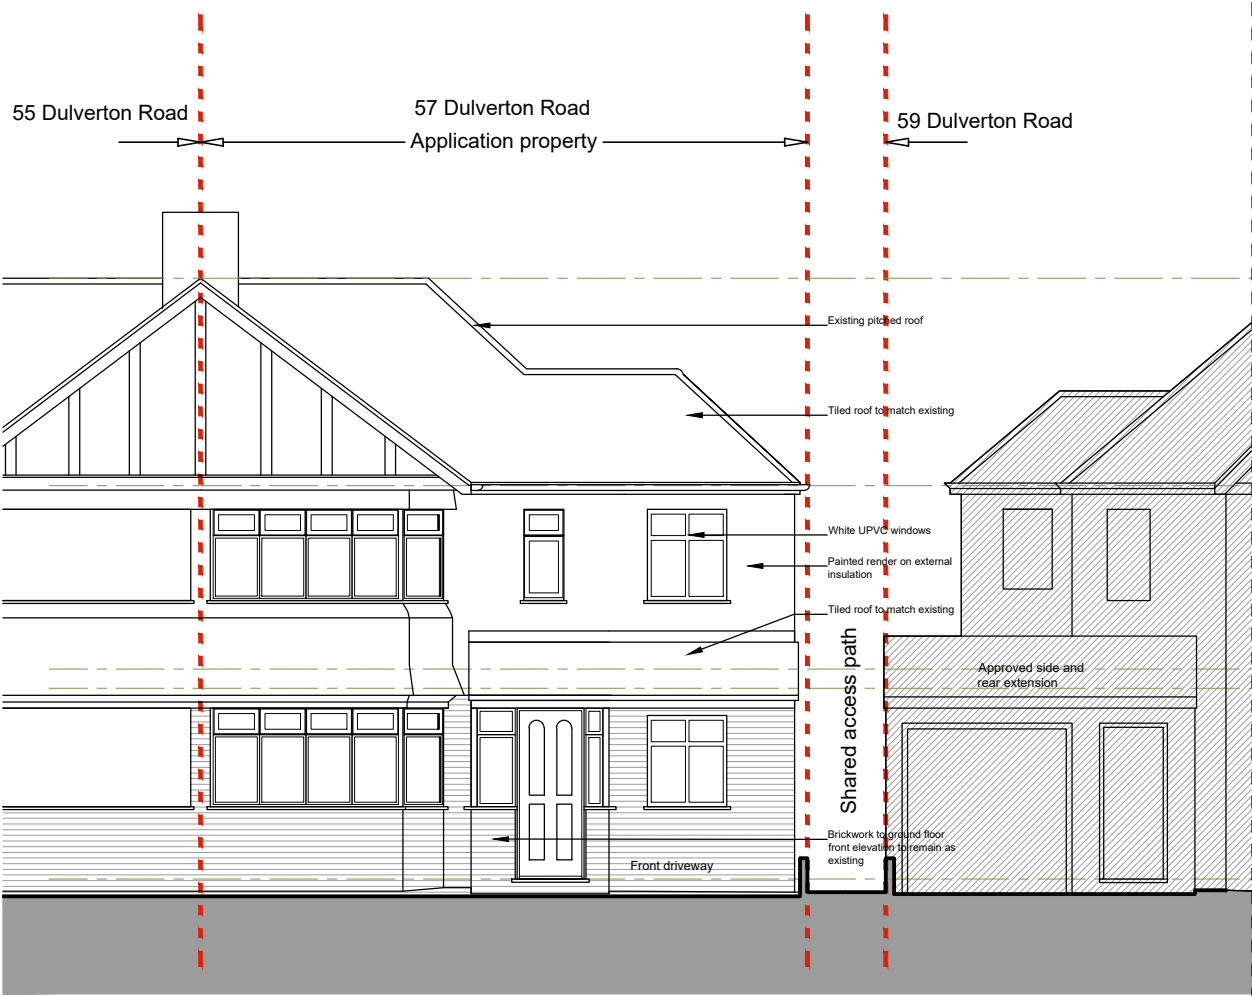 55 Dulverton Road
57 Dulverton Road
Application property
59 Dulverton Road
Existing pitched roof
Tiled roof to match existing
White UPVC windows
Painted render on external
insulation
Tiled roof to match existing
Shared access path
Approved side and
rear extension
Brickwork to ground floor
front elevation to remain as
existing
Front driveway